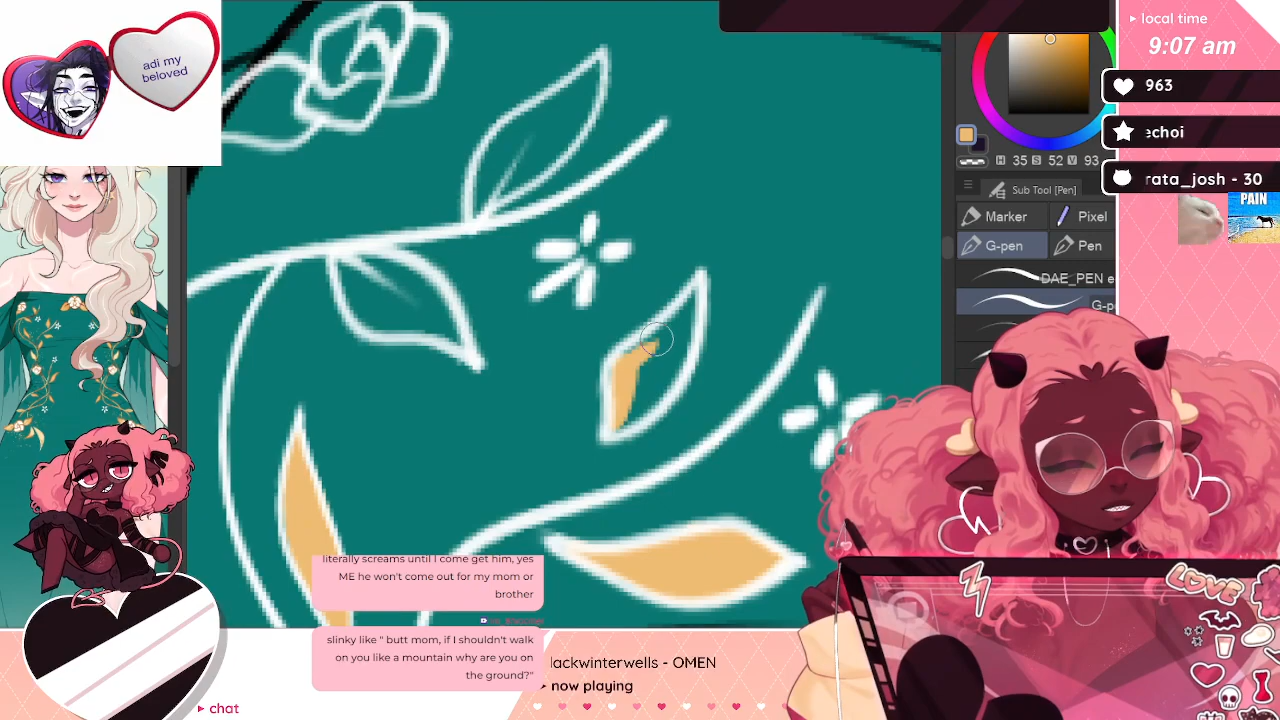 adi my
beloved
local time
9:07 am
963
echoi
rata_josh - 30
PAIN
H 35 S 52 V 93
Sub Tool [Pen]
Marker
Pixel
G-pen
Pen
DAE_PEN e
G-p
literally screams until I come get him, yes
ME he won't come out for my mom or
brother
slinky like " butt mom, if I shouldn't walk
on you like a mountain why are you on
the ground?"
lackwinterwells - OMEN
now playing
chat
LOVE